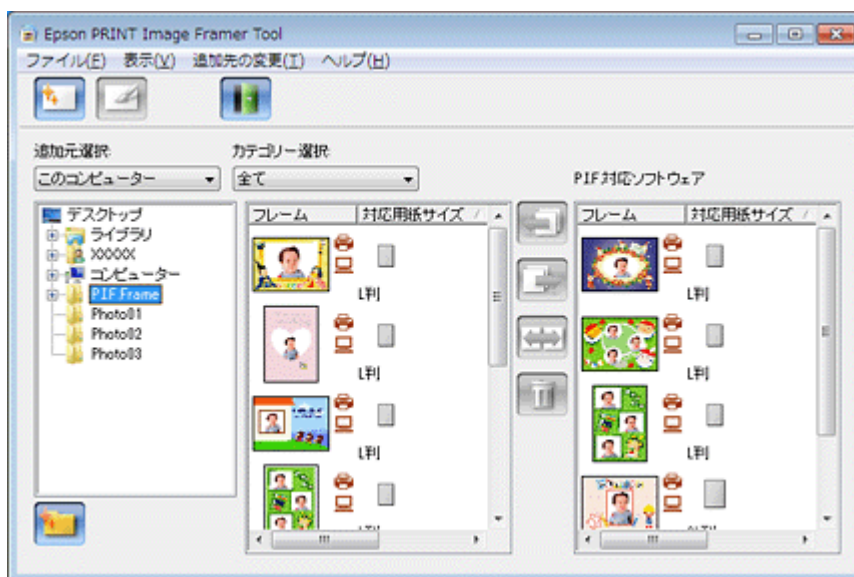 Epson PRINT Image Framer Tool
ファイル(F) 表示(V) 追加先の変更(T) ヘルプ(H)
追加元選択: カテゴリー選択:
このコンピューター 全て PIF対応ソフトウェア
デスクトップ
ライブラリ
XXXXX
コンピューター
PIF Frame
Photo01
Photo02
Photo03
フレーム 対応用紙サイズ
L判
L判
L判
フレーム 対応用紙サイズ
L判
L判
L判